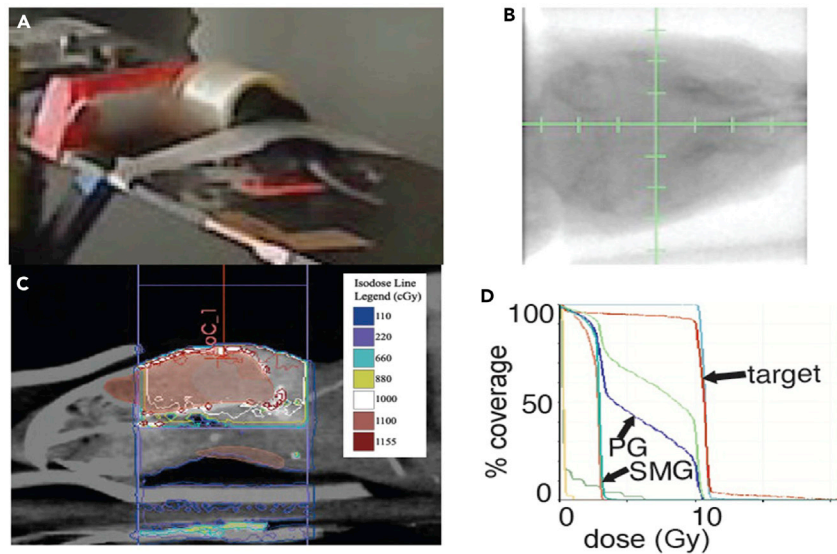 A
B
C
oC_1
Isodose Line
Legend (cGy)
110
220
660
880
1000
1100
1155
D
100
50
0
% coverage
target
PG
SMG
0
10
dose (Gy)